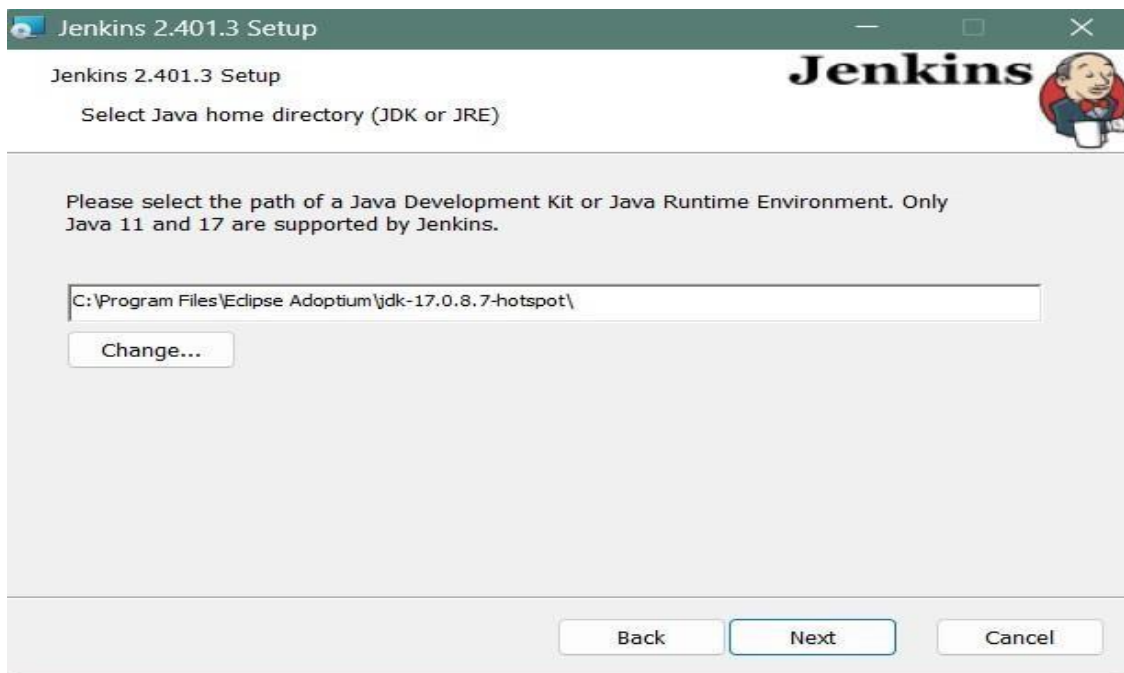 Jenkins 2.401.3 Setup
Jenkins 2.401.3 Setup
Jenkins
Select Java home directory (JDK or JRE)
Please select the path of a Java Development Kit or Java Runtime Environment. Only
Java 11 and 17 are supported by Jenkins.
C:\Program Files\Eclipse Adoptium\jdk-17.0.8.7-hotspot\
Change...
Back
Next
Cancel